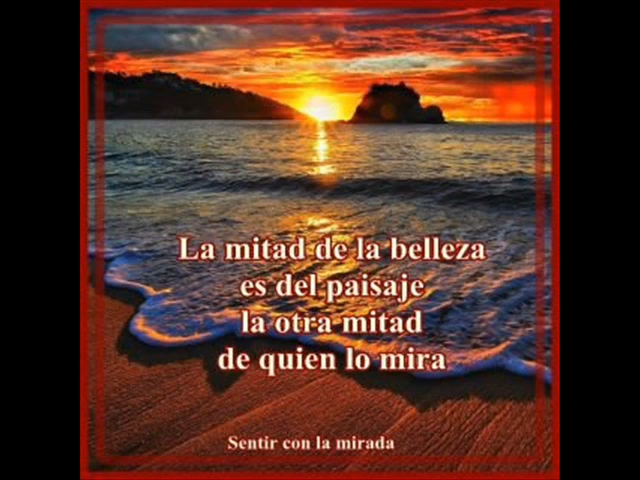 La mitad de la belleza
es del paisaje
la otra mitad
de quien lo mira
Sentir con la mirada